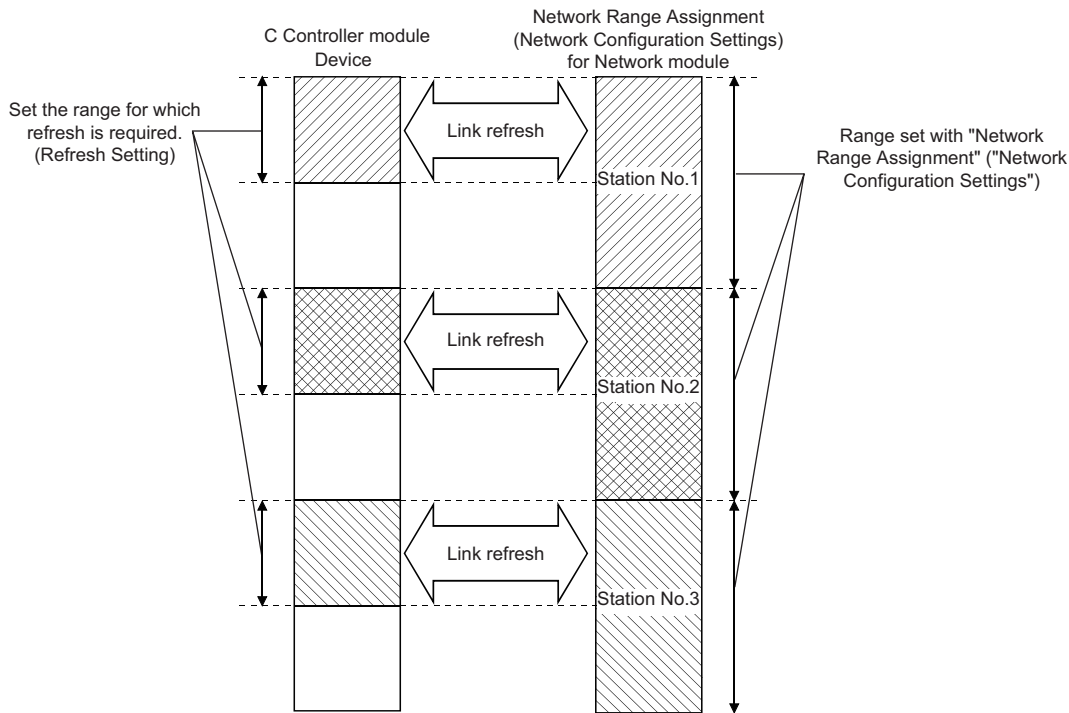 C Controller module
Device
Network Range Assignment
(Network Configuration Settings)
for Network module
Set the range for which
refresh is required.
(Refresh Setting)
Link refresh
Station No.1
Range set with "Network
Range Assignment" ("Network
Configuration Settings")
Link refresh
Station No.2
Link refresh
Station No.3